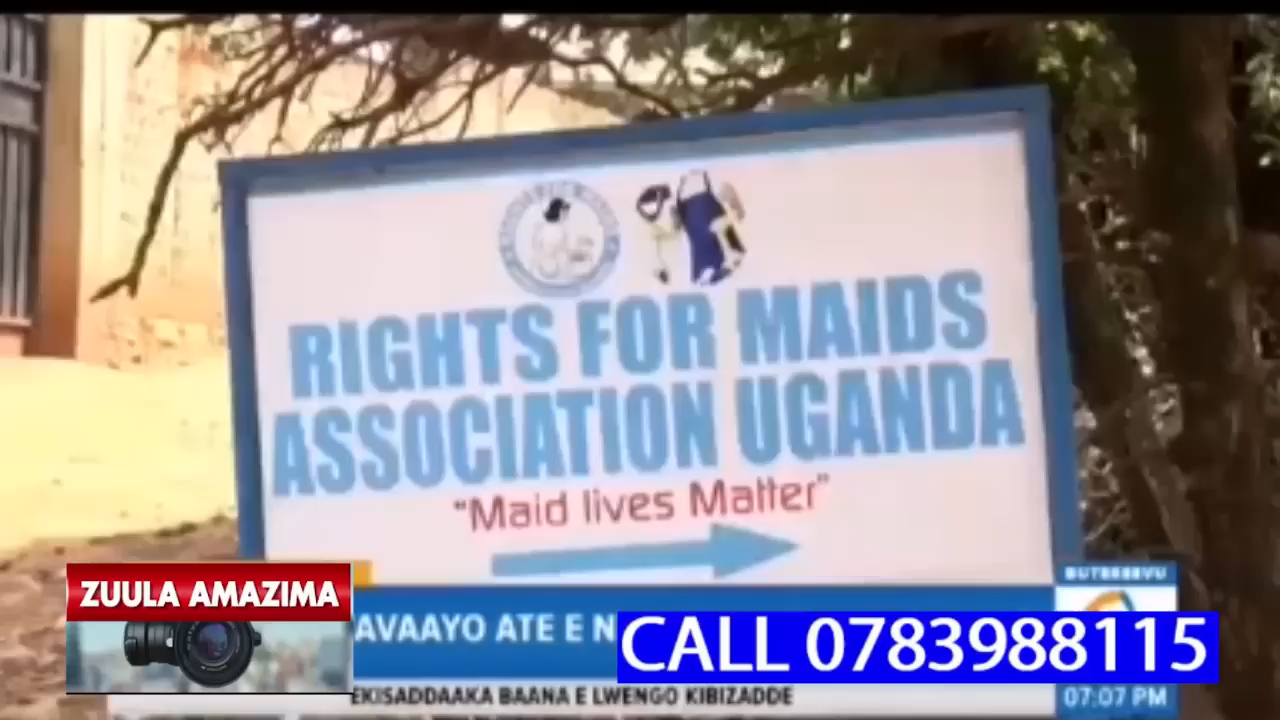 RIGHTS FOR MAIDS
ASSOCIATION UGANDA
"Maid lives Matter"
ZUULA AMAZIMA
AVAAYO ATE E N
CALL 0783988115
EKISADDAAKA BAANA E LWENGO KIBIZADDE
07:07 PM